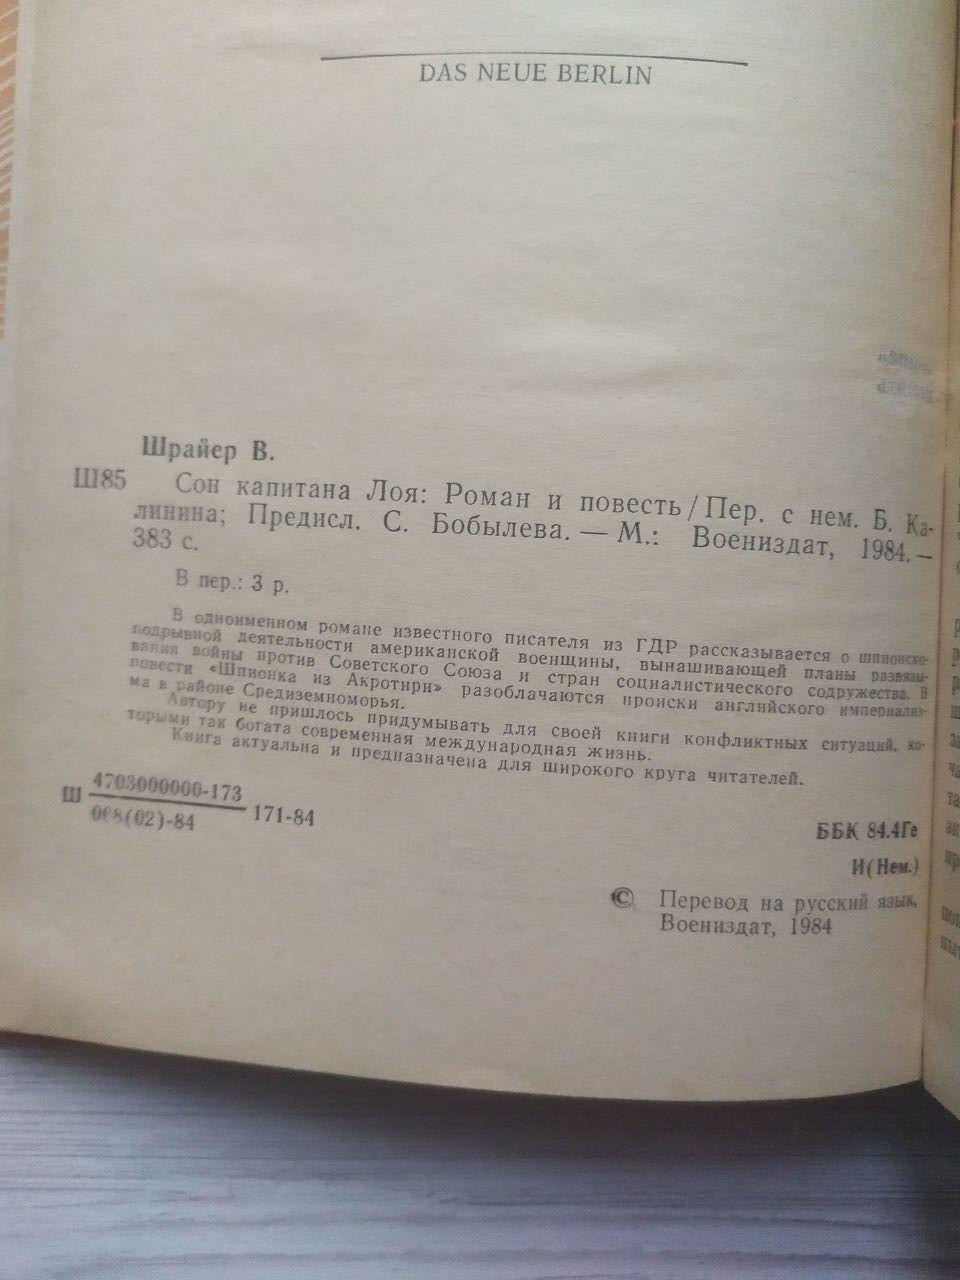 DAS NEUE BERLIN
Шрайер В.
Ш85 Сон капитана Лоя: Роман и повесть / Пер. с нем. Б. Ка-
линина; Предисл. С. Бобылева. — М.: Воениздат, 1984. —
383 с.
В пер.: 3 р.
В одноименном романе известного писателя из ГДР рассказывается о шпионско-
подрывной деятельности американской военщины, вынашивающей планы развязы-
вания войны против Советского Союза и стран социалистического содружества. В
повести «Шпионка из Акротири» разоблачаются происки английского империализ-
ма в районе Средиземноморья.
Автору не пришлось придумывать для своей книги конфликтных ситуаций, ко-
торыми так богата современная международная жизнь.
Книга актуальна и предназначена для широкого круга читателей.
Ш 4703000000-173
068(02)-84 171-84
ББК 84.4Ге
И(Нем.)
© Перевод на русский язык,
Воениздат, 1984